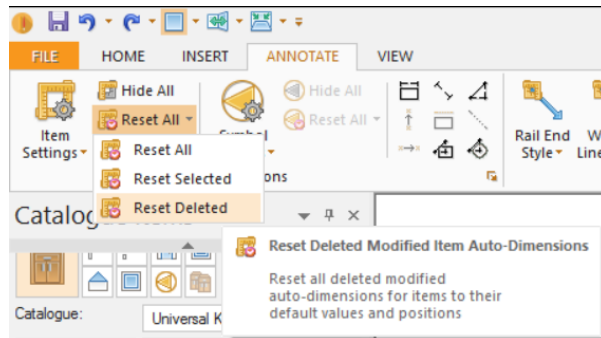 FILE HOME INSERT ANNOTATE VIEW
Hide All Hide All
Reset All Reset All
Item
Settings
Rail End
Style
Reset All
Reset Selected
Reset Deleted
Reset Deleted Modified Item Auto-Dimensions
Reset all deleted modified
auto-dimensions for items to their
default values and positions
Catalogue:
Universal K